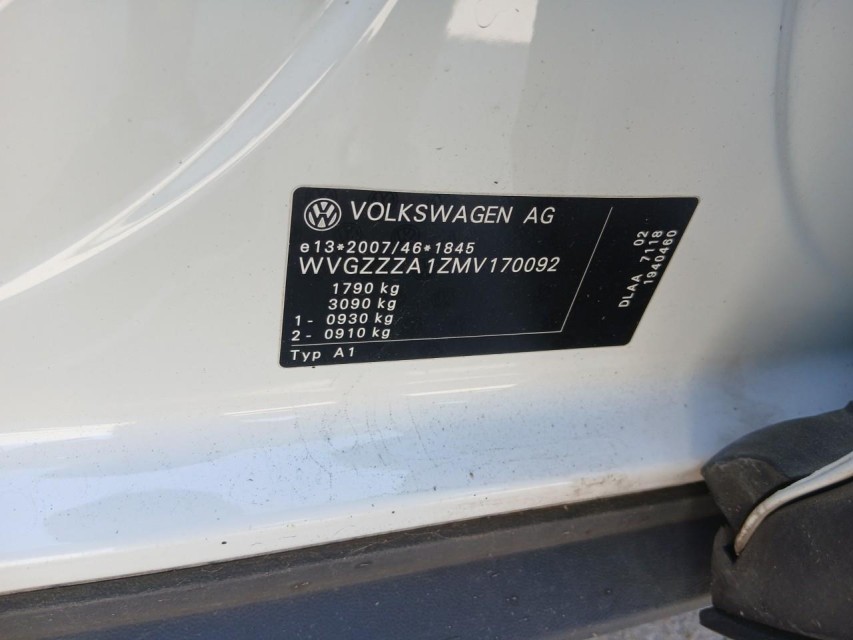 VOLKSWAGEN AG
e13*2007/46*1845
WVGZZZA1ZMV170092
1790 kg
3090 kg
1 - 0930 kg
2 - 0910 kg
Typ A1
02
DLAA 7118
1940460